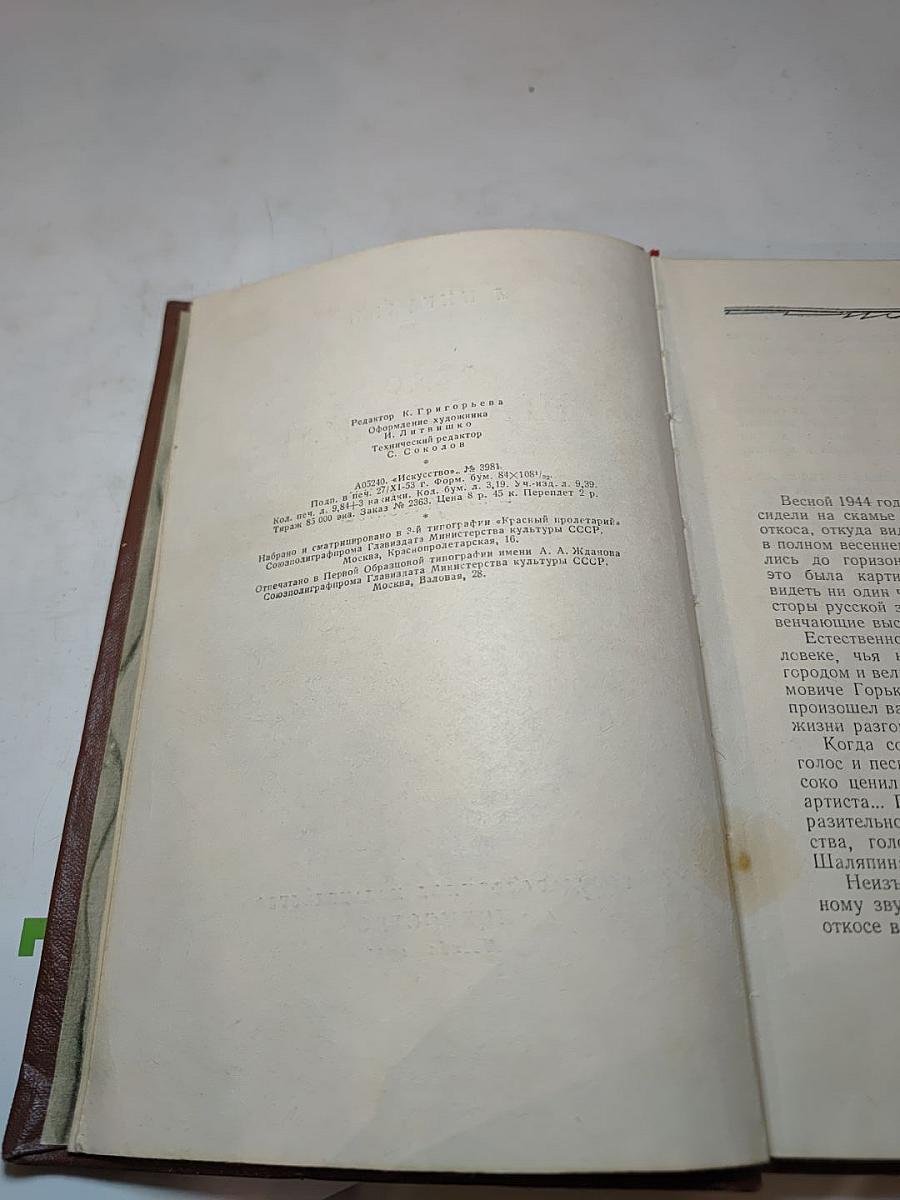 Редактор К. Григорьева
Оформление художника
И. Литвишко
Технический редактор
С. Соколов
*
А05240. «Искусство». № 3981.
Подп. в печ. 27/XI-53 г. Форм. бум. 84×108¹/₃₂.
Кол. печ. л. 9,84+3 накидки. Кол. бум. л. 3,19. Уч.-изд. л. 9,39.
Тираж 85 000 экз. Заказ № 2363. Цена 8 р. 45 к. Переплет 2 р.
*
Набрано и сматрицировано в 3-й типографии «Красный пролетарий»
Союзполиграфпрома Главиздата Министерства культуры СССР.
Москва, Краснопролетарская, 16.
Отпечатано в Первой Образцовой типографии имени А. А. Жданова
Союзполиграфпрома Главиздата Министерства культуры СССР.
Москва, Валовая, 28.
Весной 1944 год
сидели на скамье
откоса, откуда вид
в полном весенне
лись до горизон
это была карти
видеть ни один ч
сторы русской з
венчающие выс
Естественно
ловеке, чья н
городом и вел
мовиче Горьк
произошел ва
жизни разго
Когда со
голос и песн
соко ценил
артиста... П
разительно
ства, голо
Шаляпин
Неизъ
ному зву
откосе в